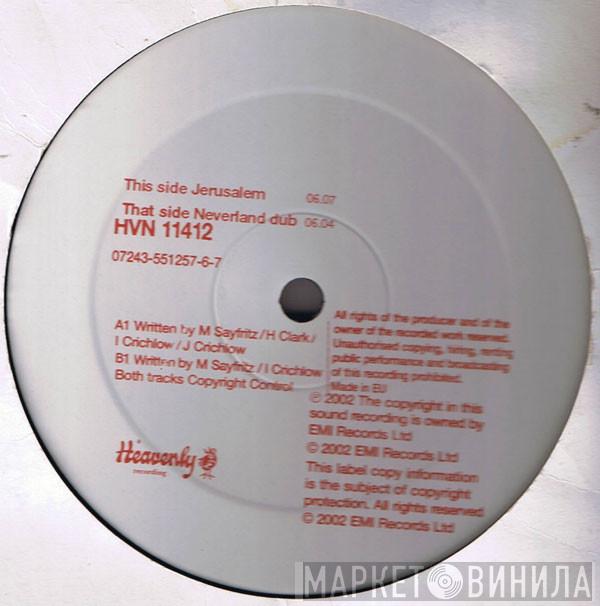 This side Jerusalem 06.07
That side Neverland dub 06.04
HVN 11412
07243-551257-6-7
A1 Written by M Sayfritz/H Clark/
I Crichlow/J Crichlow
B1 Written by M Sayfritz/I Crichlow
Both tracks Copyright Control
Heavenly
recording
All rights of the producer and of the
owner of the recorded work reserved.
Unauthorised copying, hiring, renting
public performance and broadcasting
of this recording prohibited.
Made in EU
℗ 2002 The copyright in this
sound recording is owned by
EMI Records Ltd
© 2002 EMI Records Ltd
This label copy information
is the subject of copyright
protection. All rights reserved
© 2002 EMI Records Ltd
МАРКЕТ ВИНИЛА